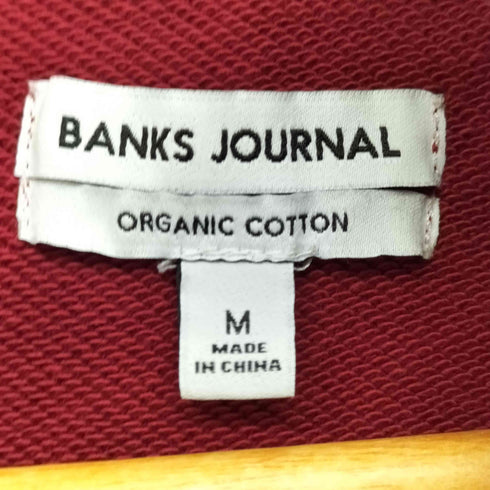 BANKS JOURNAL
ORGANIC COTTON
M
MADE
IN CHINA